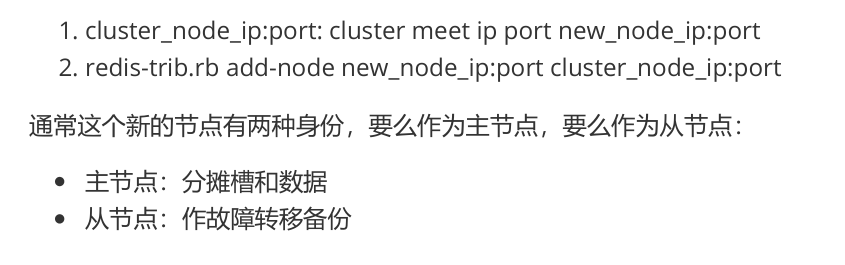 1. cluster_node_ip:port: cluster meet ip port new_node_ip:port
2. redis-trib.rb add-node new_node_ip:port cluster_node_ip:port
通常这个新的节点有两种身份，要么作为主节点，要么作为从节点：
• 主节点：分摊槽和数据
• 从节点：作故障转移备份